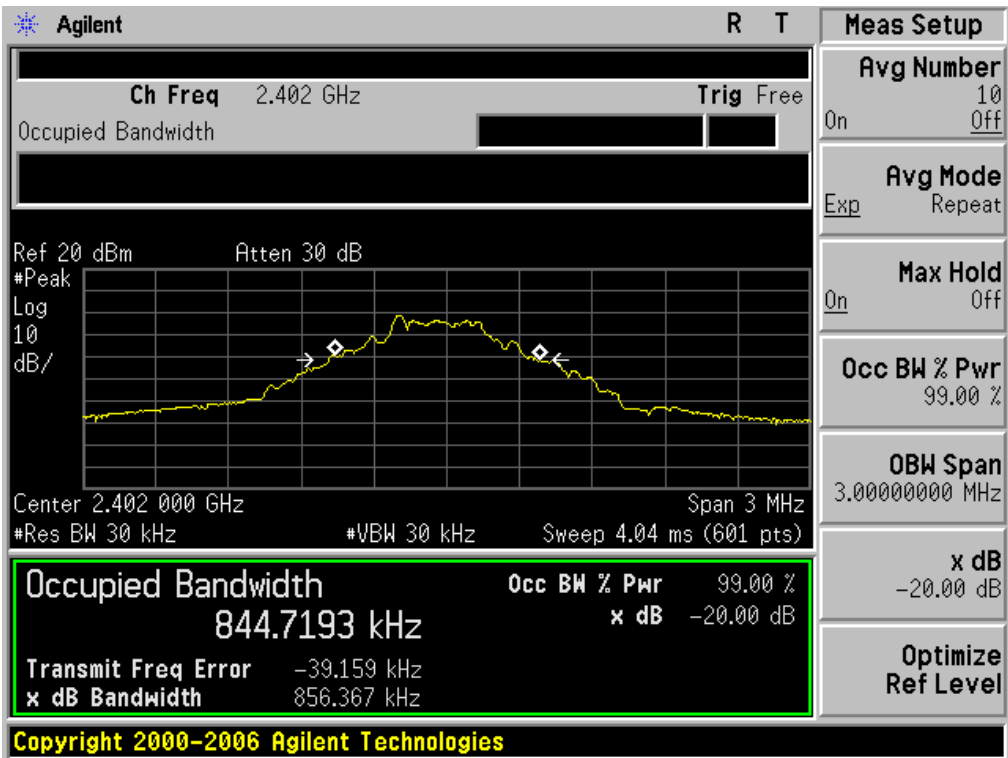 Agilent R T
Ch Freq 2.402 GHz Trig Free
Occupied Bandwidth
Ref 20 dBm Atten 30 dB
#Peak
Log
10
dB/
Center 2.402 000 GHz Span 3 MHz
#Res BW 30 kHz #VBW 30 kHz Sweep 4.04 ms (601 pts)
Occupied Bandwidth
844.7193 kHz
Occ BW % Pwr 99.00 %
x dB -20.00 dB
Transmit Freq Error -39.159 kHz
x dB Bandwidth 856.367 kHz
Copyright 2000-2006 Agilent Technologies
Meas Setup
Avg Number
10
On Off
Avg Mode
Exp Repeat
Max Hold
On Off
Occ BW % Pwr
99.00 %
OBW Span
3.00000000 MHz
x dB
-20.00 dB
Optimize
Ref Level